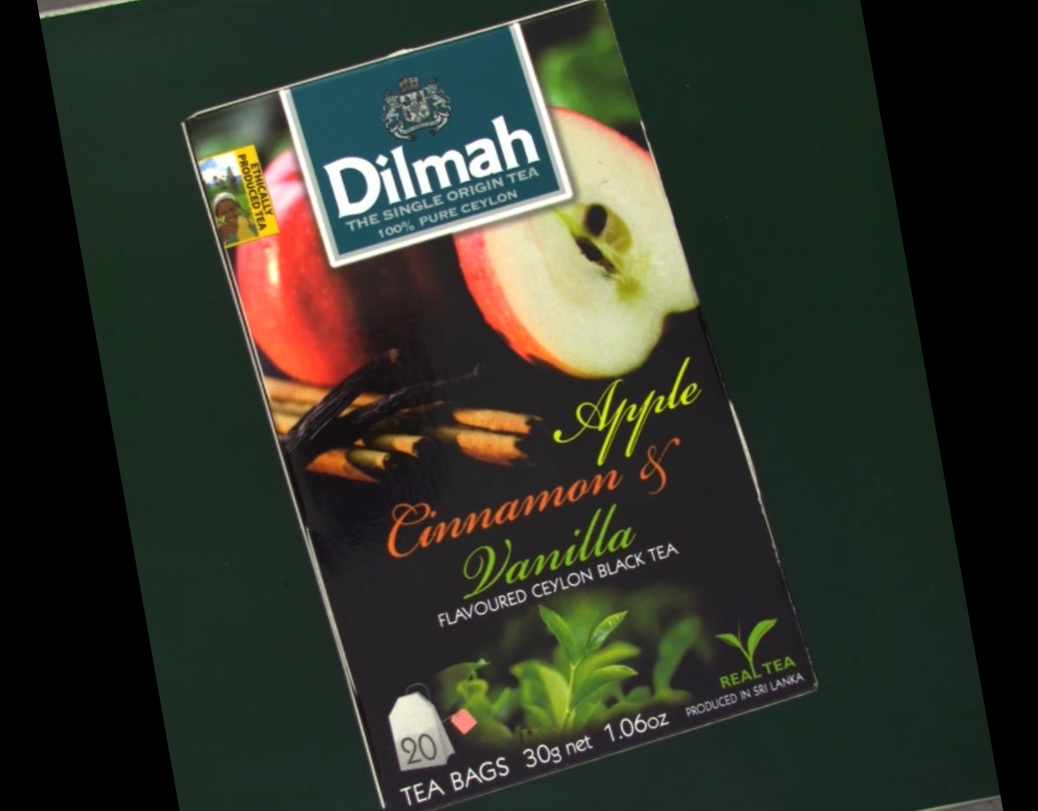 Dilmah
THE SINGLE ORIGIN TEA
100% PURE CEYLON
ETHICALLY
PRODUCED TEA
Apple
Cinnamon &
Vanilla
FLAVOURED CEYLON BLACK TEA
REAL TEA
PRODUCED IN SRI LANKA
20
TEA BAGS 30g net 1.06oz